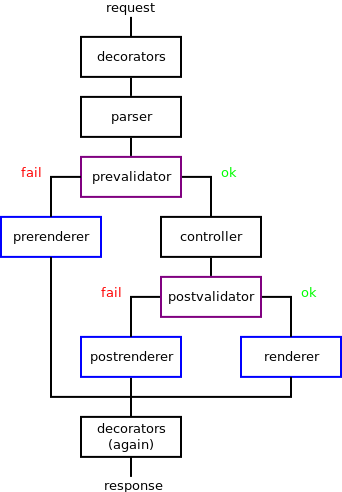 request
decorators
parser
fail
prevalidator
ok
prerenderer
controller
fail
postvalidator
ok
postrenderer
renderer
decorators
(again)
response